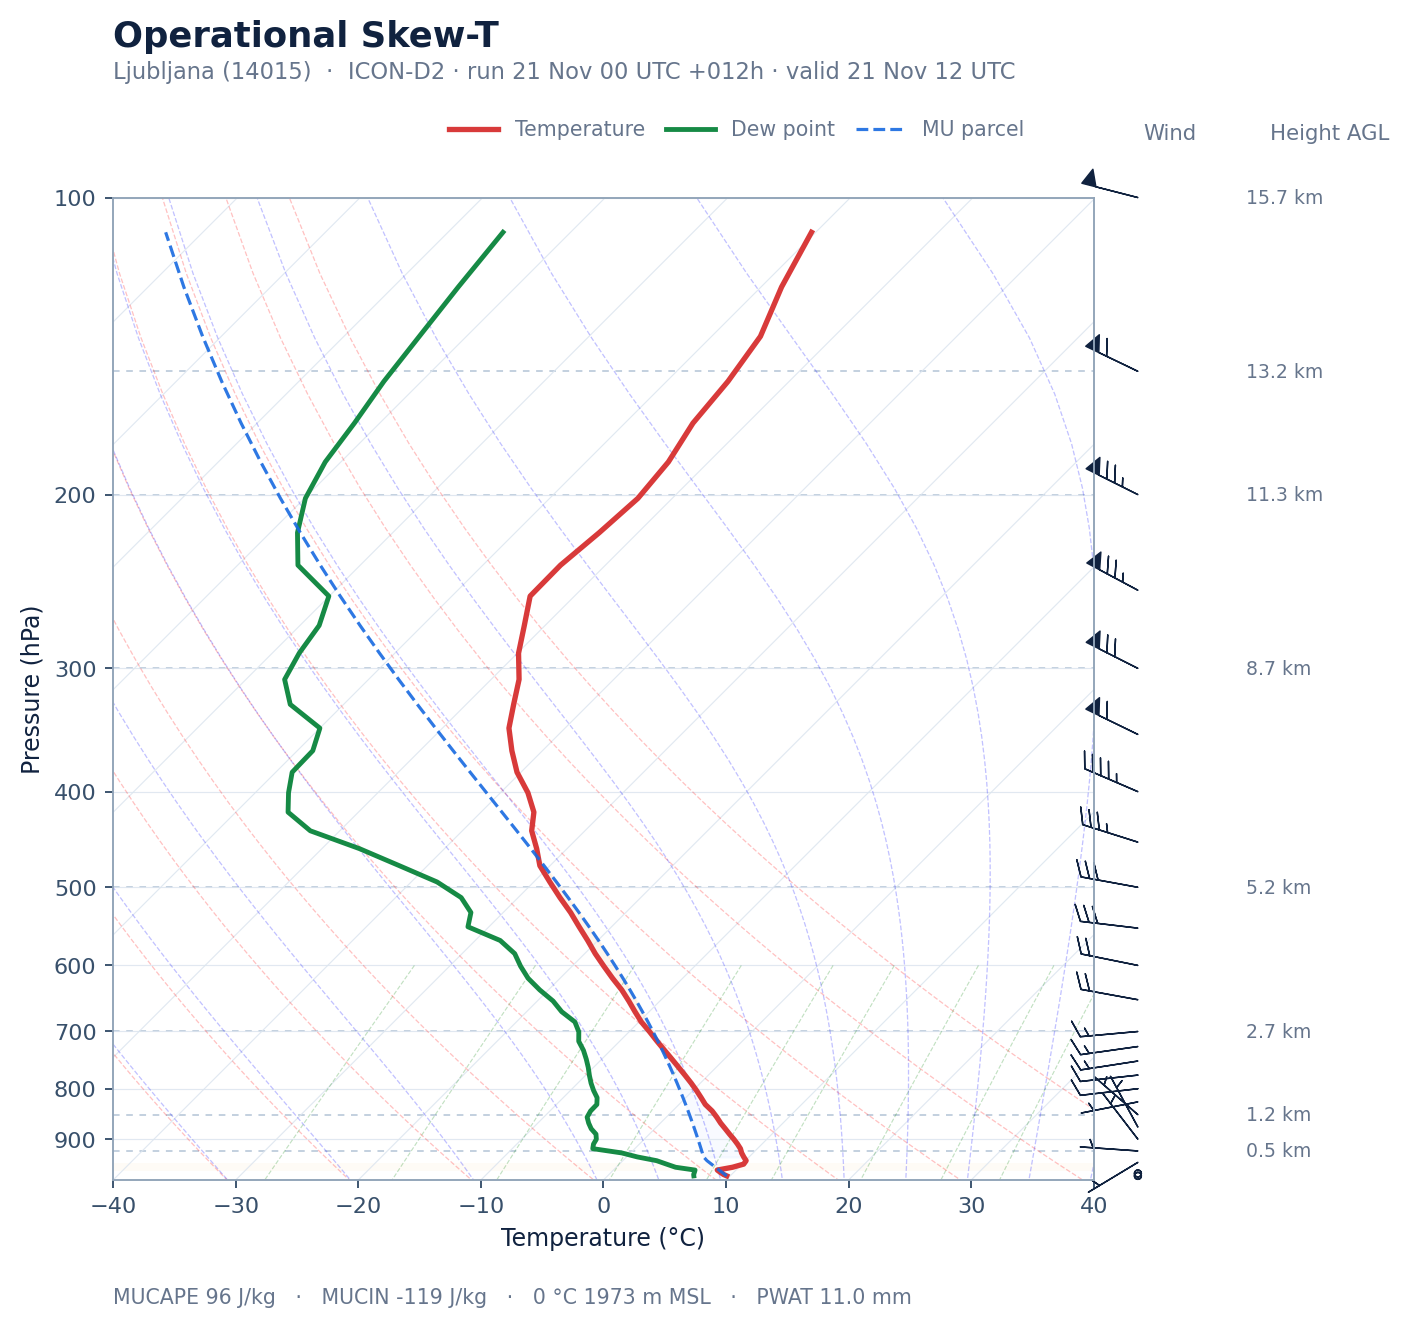 Operational Skew-T
Ljubljana (14015)  ·  ICON-D2 · run 21 Nov 00 UTC +012h · valid 21 Nov 12 UTC
Temperature  Dew point  MU parcel  Wind  Height AGL
100  15.7 km
13.2 km
200  11.3 km
300  8.7 km
400
500  5.2 km
600
700  2.7 km
800
1.2 km
900
0.5 km
Pressure (hPa)
−40  −30  −20  −10  0  10  20  30  40
Temperature (°C)
MUCAPE 96 J/kg  ·  MUCIN -119 J/kg  ·  0 °C 1973 m MSL  ·  PWAT 11.0 mm